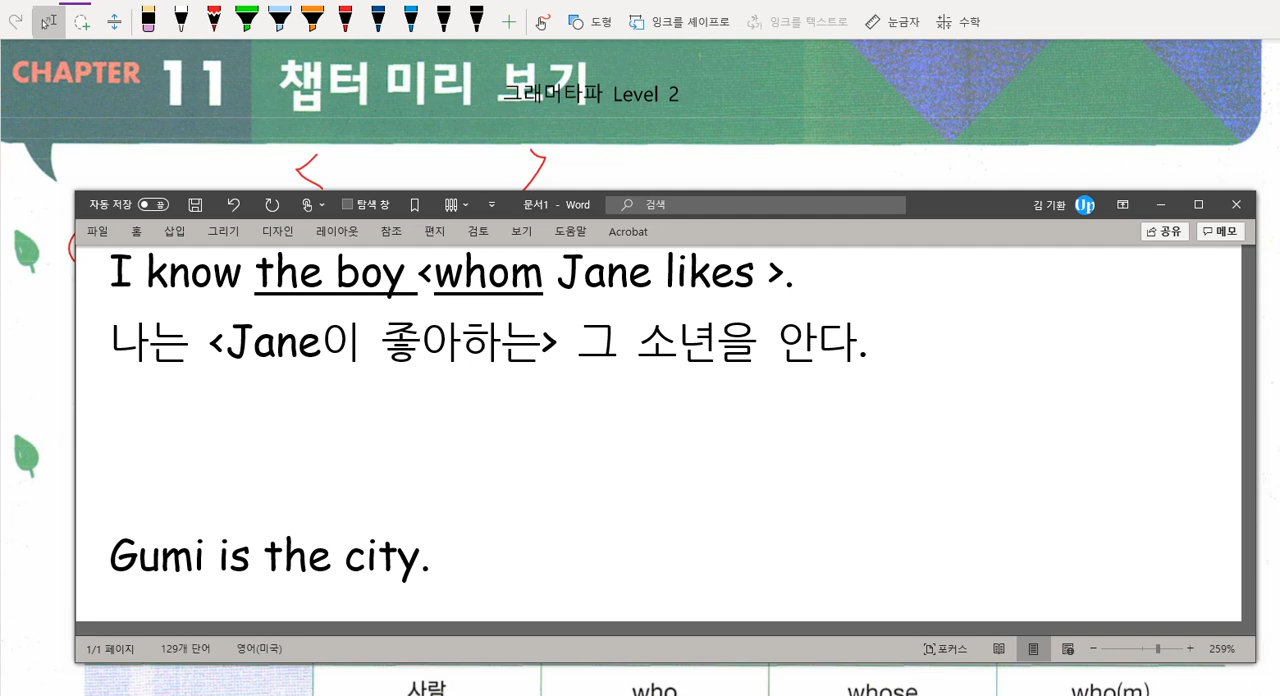 도형
잉크를 셰이프로
잉크를 텍스트로
눈금자
수학
CHAPTER 11 챕터 미리 보기
그래머타파 Level 2
자동 저장
끔
탐색 창
문서1 - Word
검색
김 기환
Up
파일 홈 삽입 그리기 디자인 레이아웃 참조 편지 검토 보기 도움말 Acrobat
공유
메모
I know the boy <whom Jane likes >.
나는 <Jane이 좋아하는> 그 소년을 안다.
Gumi is the city.
1/1 페이지 129개 단어 영어(미국)
포커스
259%
사람 who whose who(m)